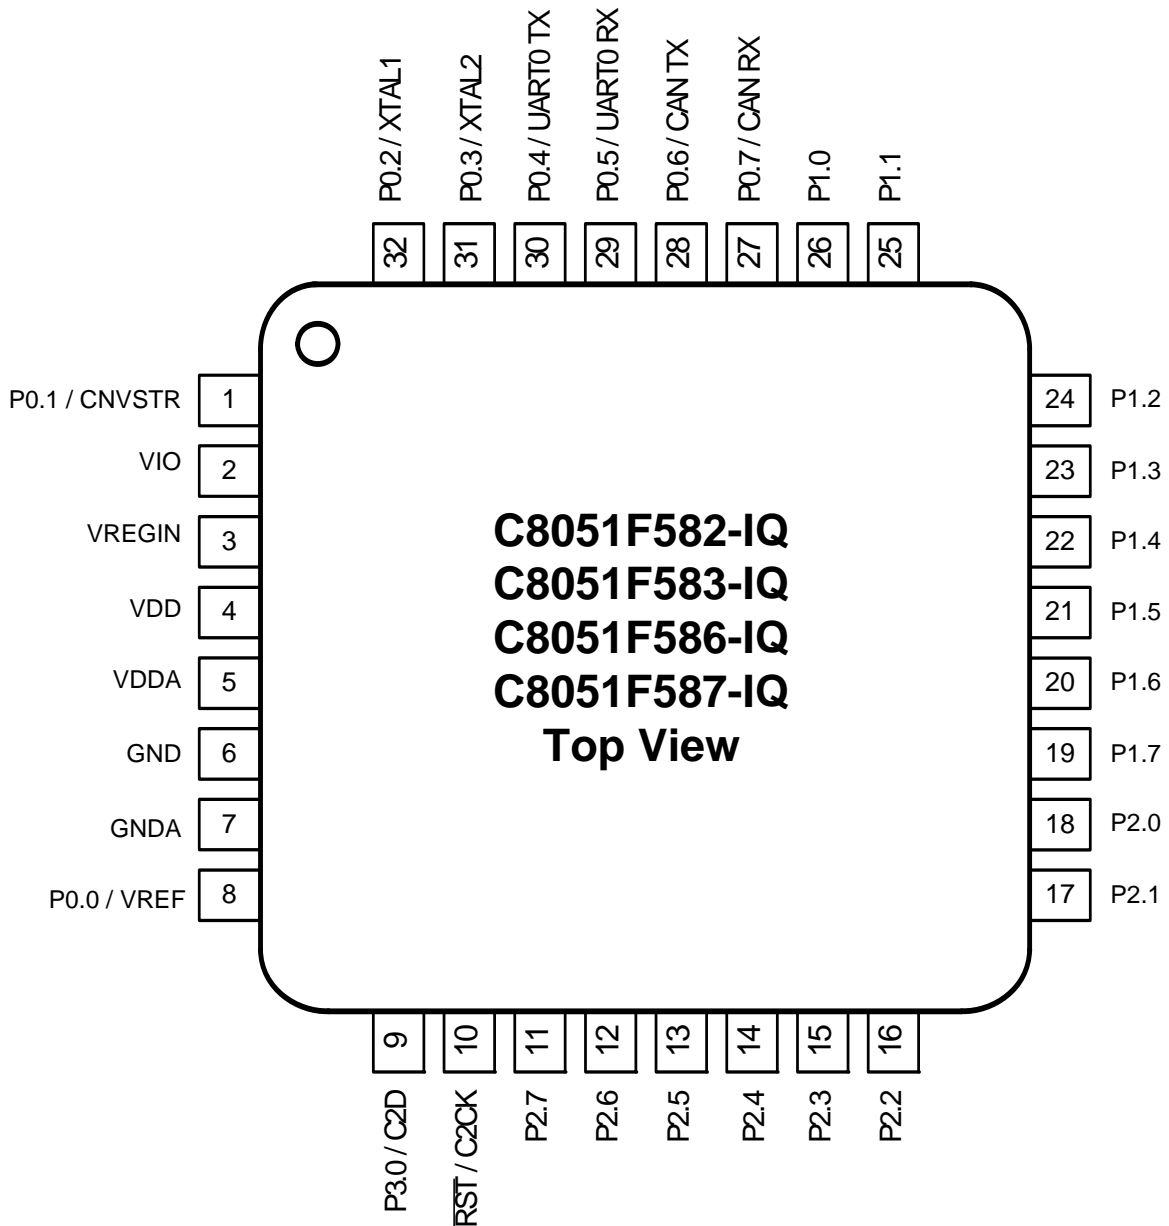 P0.2 / XTAL1
P0.3 / XTAL2
P0.4 / UART0 TX
P0.5 / UART0 RX
P0.6 / CAN TX
P0.7 / CAN RX
P1.0
P1.1
32
31
30
29
28
27
26
25
P0.1 / CNVSTR
1
VIO
2
VREGIN
3
VDD
4
VDDA
5
GND
6
GNDA
7
P0.0 / VREF
8
C8051F582-IQ
C8051F583-IQ
C8051F586-IQ
C8051F587-IQ
Top View
24
P1.2
23
P1.3
22
P1.4
21
P1.5
20
P1.6
19
P1.7
18
P2.0
17
P2.1
9
10
11
12
13
14
15
16
P3.0 / C2D
RST / C2CK
P2.7
P2.6
P2.5
P2.4
P2.3
P2.2